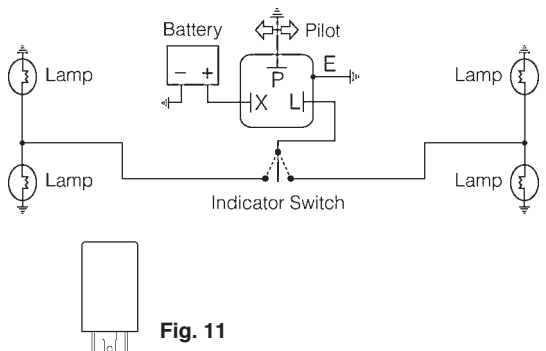 Battery
Pilot
Lamp
- +
P
E
Lamp
X
L
Lamp
Lamp
Indicator Switch
Fig. 11